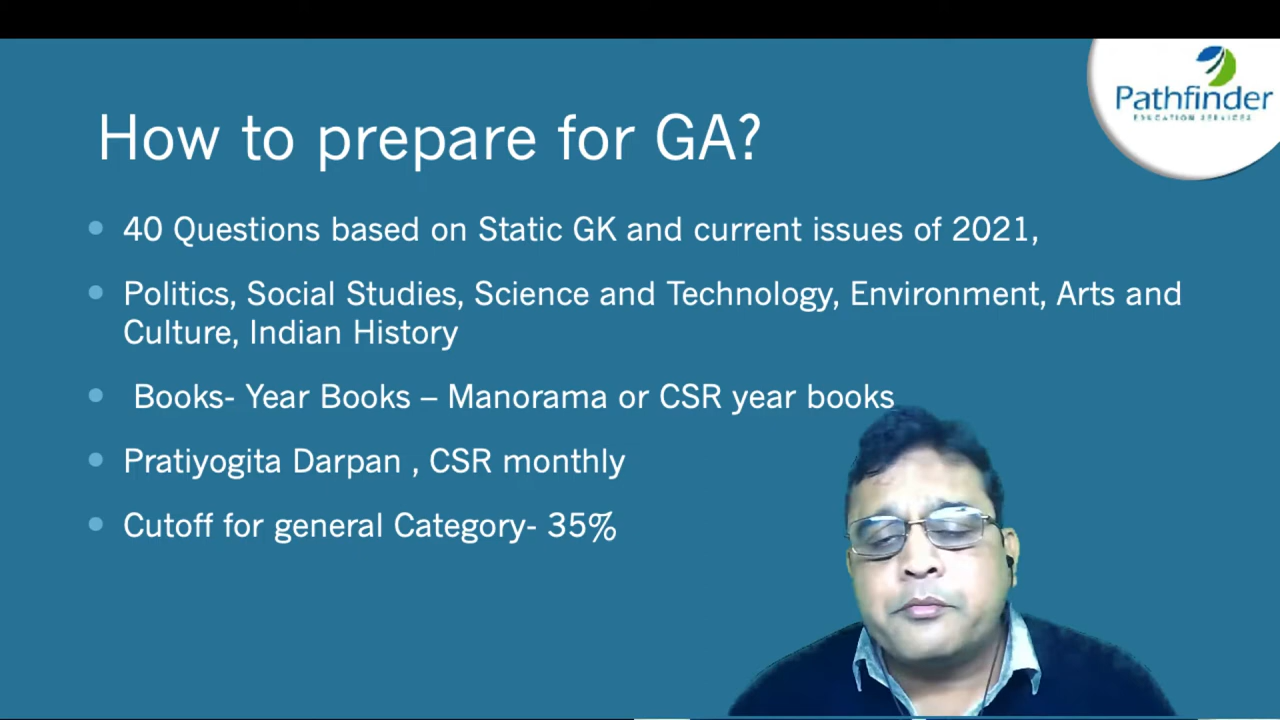 Pathfinder
EDUCATION SERVICES
How to prepare for GA?
40 Questions based on Static GK and current issues of 2021,
Politics, Social Studies, Science and Technology, Environment, Arts and
Culture, Indian History
Books- Year Books – Manorama or CSR year books
Pratiyogita Darpan , CSR monthly
Cutoff for general Category- 35%